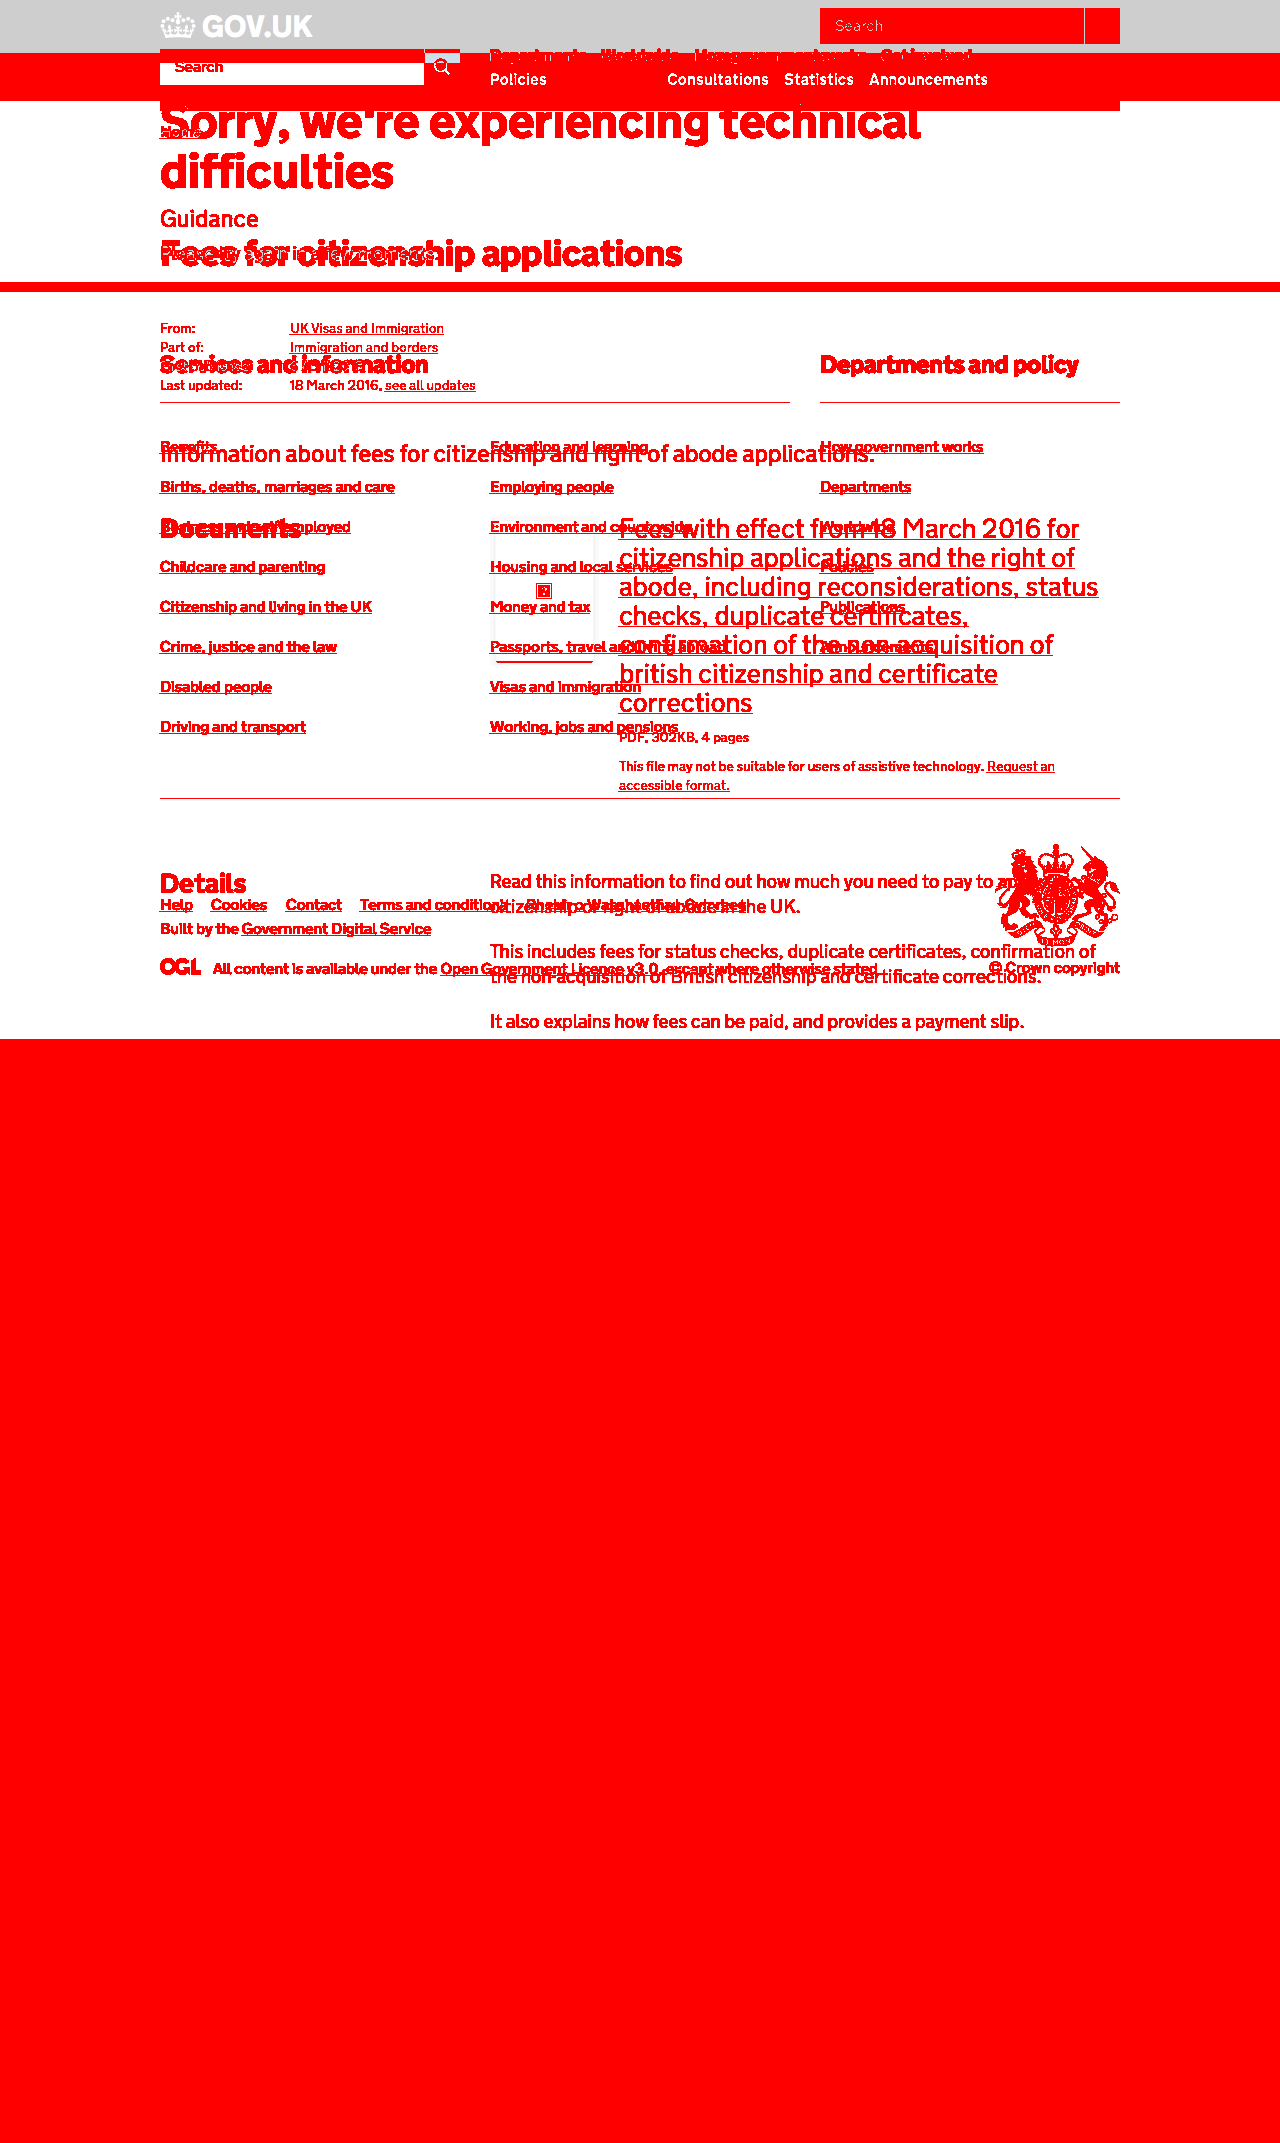 GOV.UK
Search
Departments Worldwide How government works Get involved
Search
Policies Consultations Statistics Announcements
Sorry, we're experiencing technical
Home
difficulties
Guidance
Please try again in a few moments.
Fees for citizenship applications
From: UK Visas and Immigration
Part of: Immigration and borders
Services and information
Departments and policy
Last updated: 18 March 2016, see all updates
Benefits Education and learning How government works
Information about fees for citizenship and right of abode applications.
Births, deaths, marriages and care Employing people Departments
Documents
Environment and countryside Worldwide
Fees with effect from 18 March 2016 for
citizenship applications and the right of
Childcare and parenting Housing and local services Policies
abode, including reconsiderations, status
Citizenship and living in the UK Money and tax Publications
checks, duplicate certificates,
confirmation of the non-acquisition of
Crime, justice and the law Passports, travel and living abroad Announcements
british citizenship and certificate
Disabled people Visas and immigration
corrections
Driving and transport Working, jobs and pensions
PDF, 302KB, 4 pages
This file may not be suitable for users of assistive technology. Request an
accessible format.
Details
Read this information to find out how much you need to pay to
citizenship or right of abode in the UK.
Help Cookies Contact Terms and conditions
Built by the Government Digital Service
This includes fees for status checks, duplicate certificates, confirmation of
the non-acquisition of British citizenship and certificate corrections.
OGL All content is available under the Open Government Licence v3.0, except where otherwise stated
© Crown copyright
It also explains how fees can be paid, and provides a payment slip.